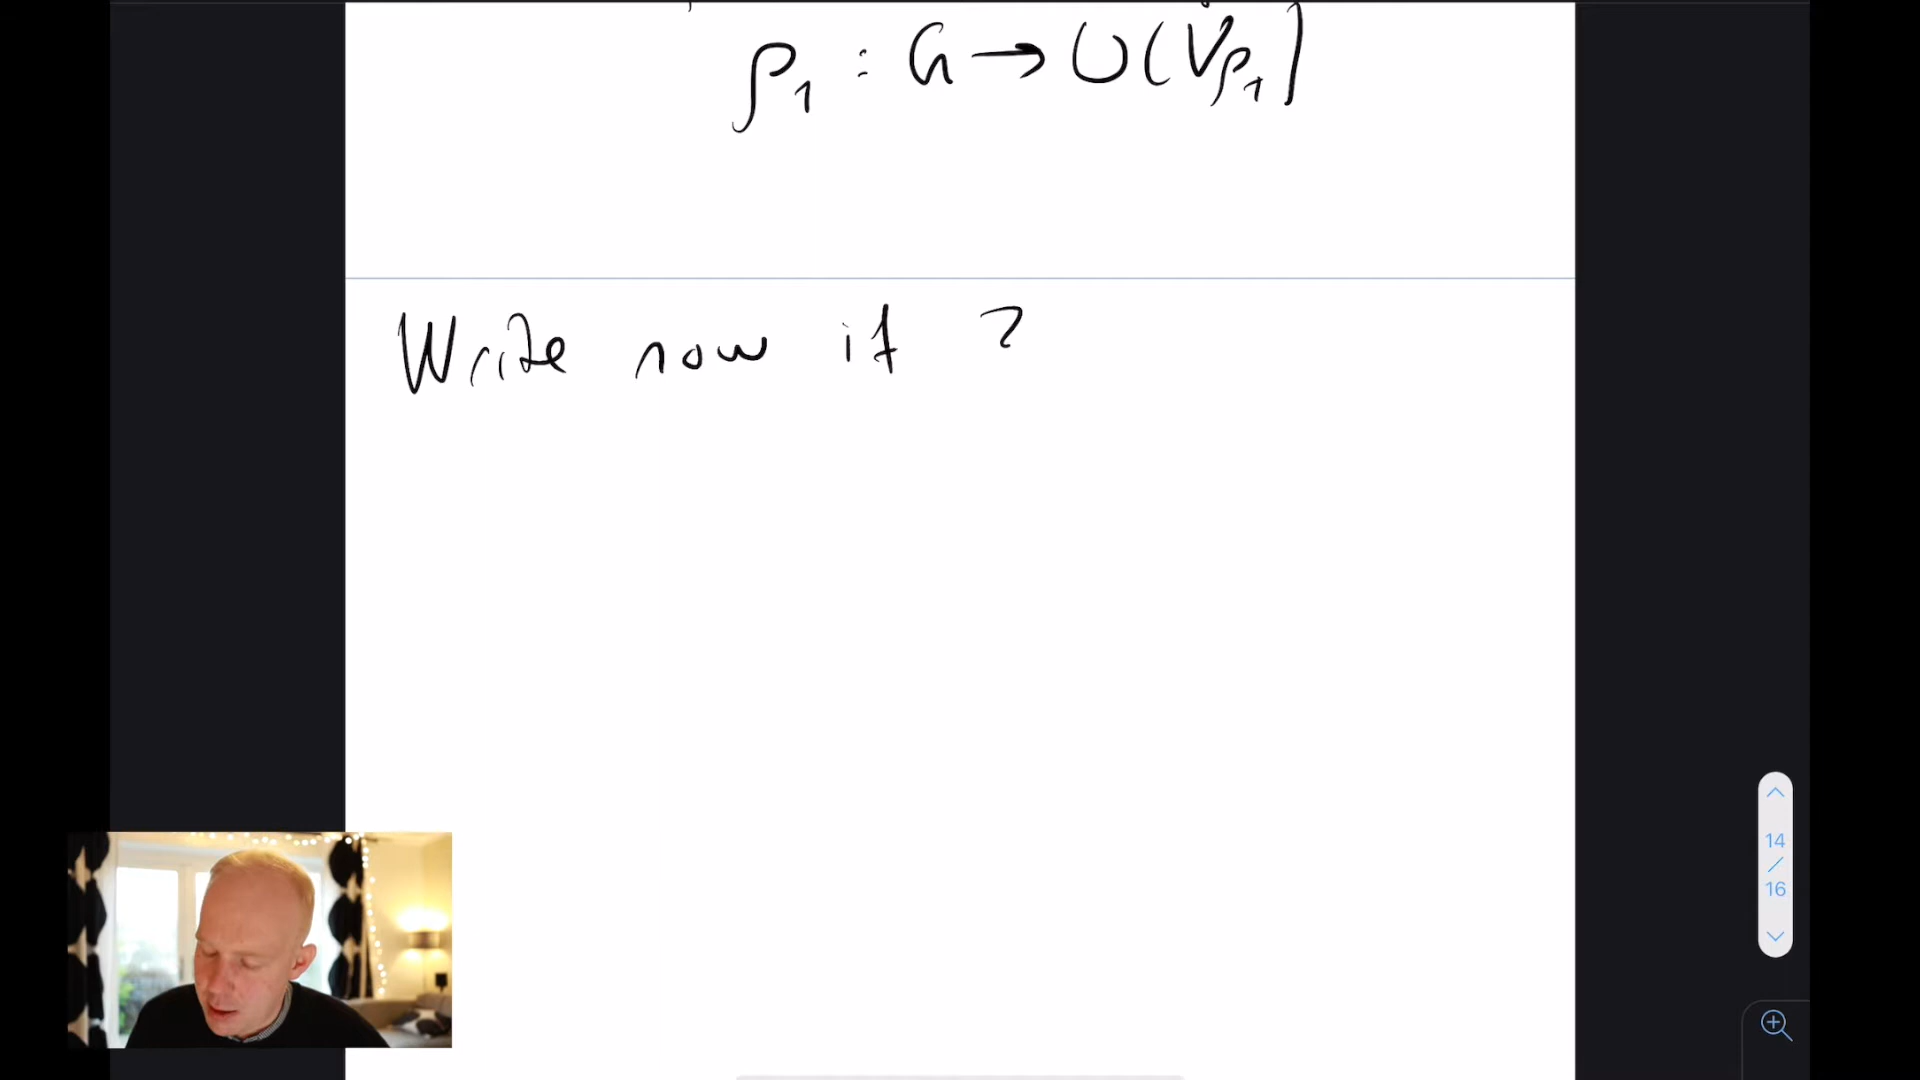 ρ₁ : G → U(V_ρ₁)
Write now if ?
14
/
16